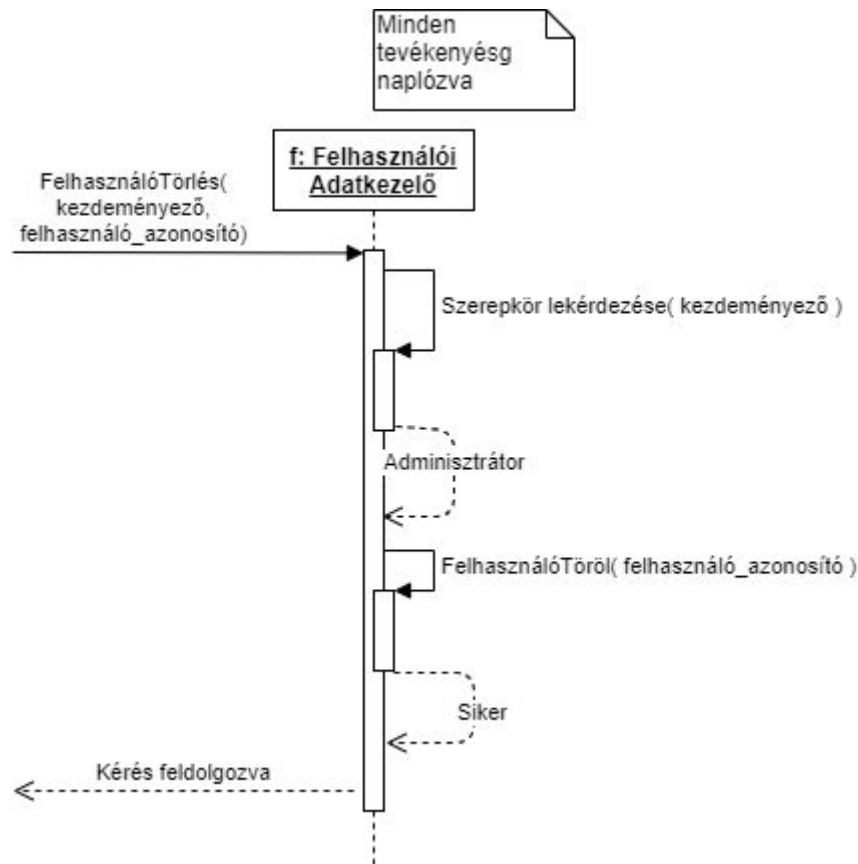 Minden
tevékenyésg
naplózva
f: Felhasználói
Adatkezelő
FelhasználóTörlés(
kezdeményező,
felhasználó_azonosító)
Szerepkör lekérdezése( kezdeményező )
Adminisztrátor
FelhasználóTöröl( felhasználó_azonosító )
Siker
Kérés feldolgozva